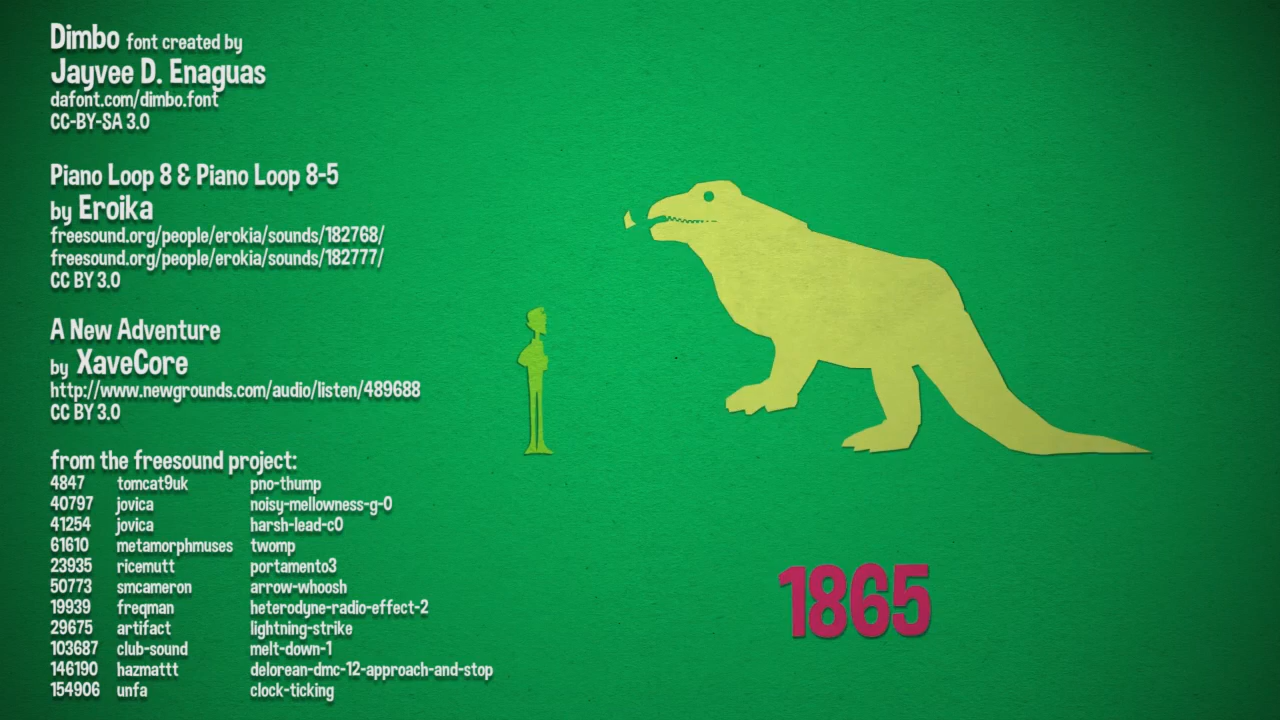 Dimbo font created by
Jayvee D. Enaguas
dafont.com/dimbo.font
CC-BY-SA 3.0
Piano Loop 8 & Piano Loop 8-5
by Eroika
freesound.org/people/erokia/sounds/182768/
freesound.org/people/erokia/sounds/182777/
CC BY 3.0
A New Adventure
by XaveCore
http://www.newgrounds.com/audio/listen/489688
CC BY 3.0
from the freesound project:
4847 tomcat9uk pno-thump
40797 jovica noisy-mellowness-g-0
41254 jovica harsh-lead-c0
61610 metamorphmuses twomp
23935 ricemutt portamento3
50773 smcameron arrow-whoosh
19939 freqman heterodyne-radio-effect-2
29675 artifact lightning-strike
103687 club-sound melt-down-1
146190 hazmattt delorean-dmc-12-approach-and-stop
154906 unfa clock-ticking
1865